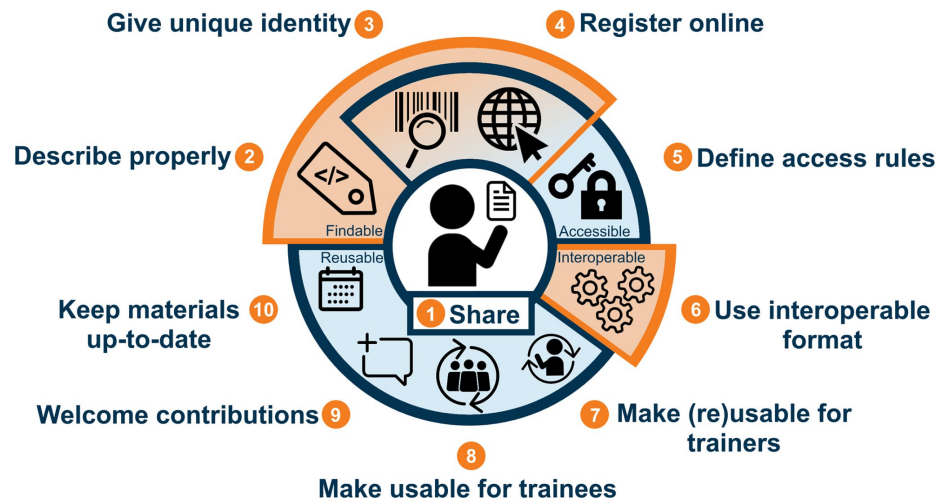 Give unique identity 3
4 Register online
Describe properly 2
5 Define access rules
</>
Findable
Accessible
Reusable
Interoperable
1 Share
Keep materials 10
up-to-date
6 Use interoperable
format
Welcome contributions 9
7 Make (re)usable for
trainers
8
Make usable for trainees